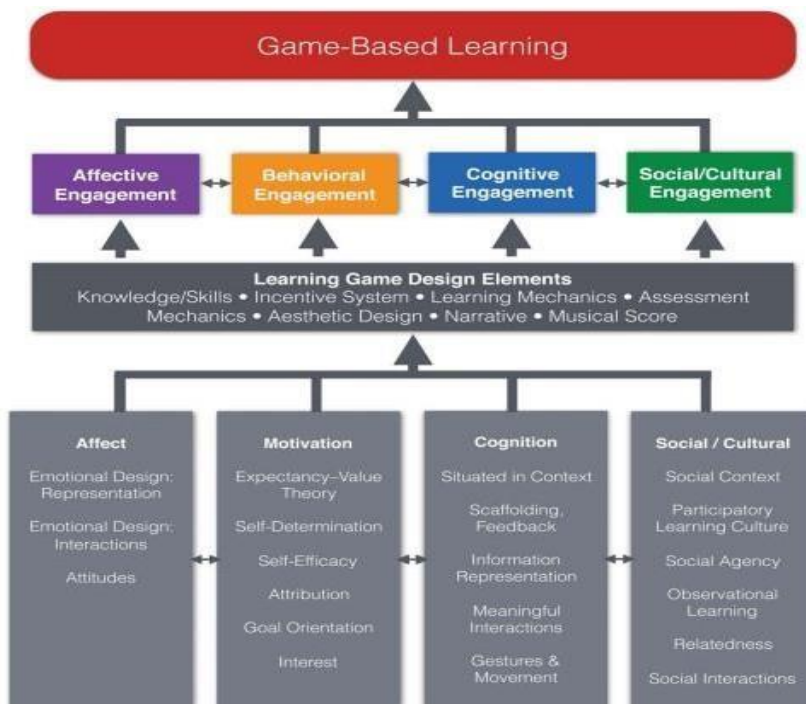 Game-Based Learning
Affective
Engagement
Behavioral
Engagement
Cognitive
Engagement
Social/Cultural
Engagement
Learning Game Design Elements
Knowledge/Skills • Incentive System • Learning Mechanics • Assessment
Mechanics • Aesthetic Design • Narrative • Musical Score
Affect
Emotional Design:
Representation
Emotional Design:
Interactions
Attitudes
Motivation
Expectancy–Value
Theory
Self-Determination
Self-Efficacy
Attribution
Goal Orientation
Interest
Cognition
Situated in Context
Scaffolding,
Feedback
Information
Representation
Meaningful
Interactions
Gestures &
Movement
Social / Cultural
Social Context
Participatory
Learning Culture
Social Agency
Observational
Learning
Relatedness
Social Interactions